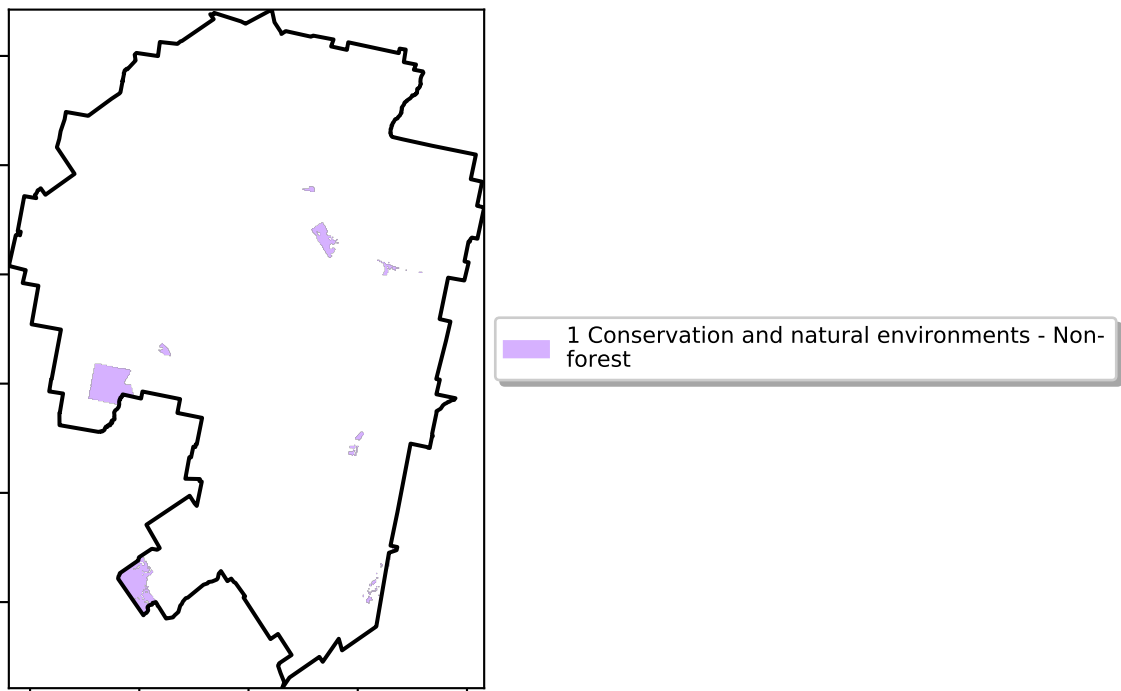 1 Conservation and natural environments - Non-
forest